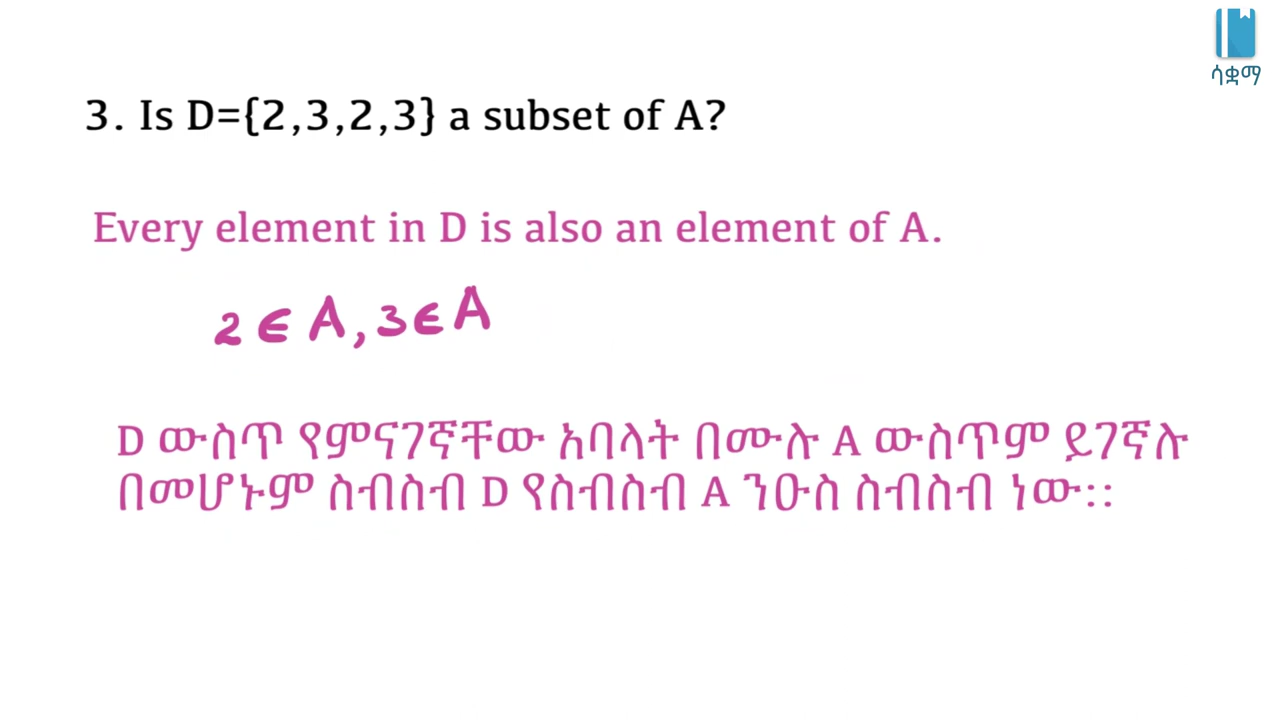 ሳቋማ
3. Is D={2,3,2,3} a subset of A?
Every element in D is also an element of A.
2 ∈ A, 3 ∈ A
D ውስጥ የምናገኛቸው አባላት በሙሉ A ውስጥም ይገኛሉ
በመሆኑም ስብስብ D የስብስብ A ንዑስ ስብስብ ነው፡፡